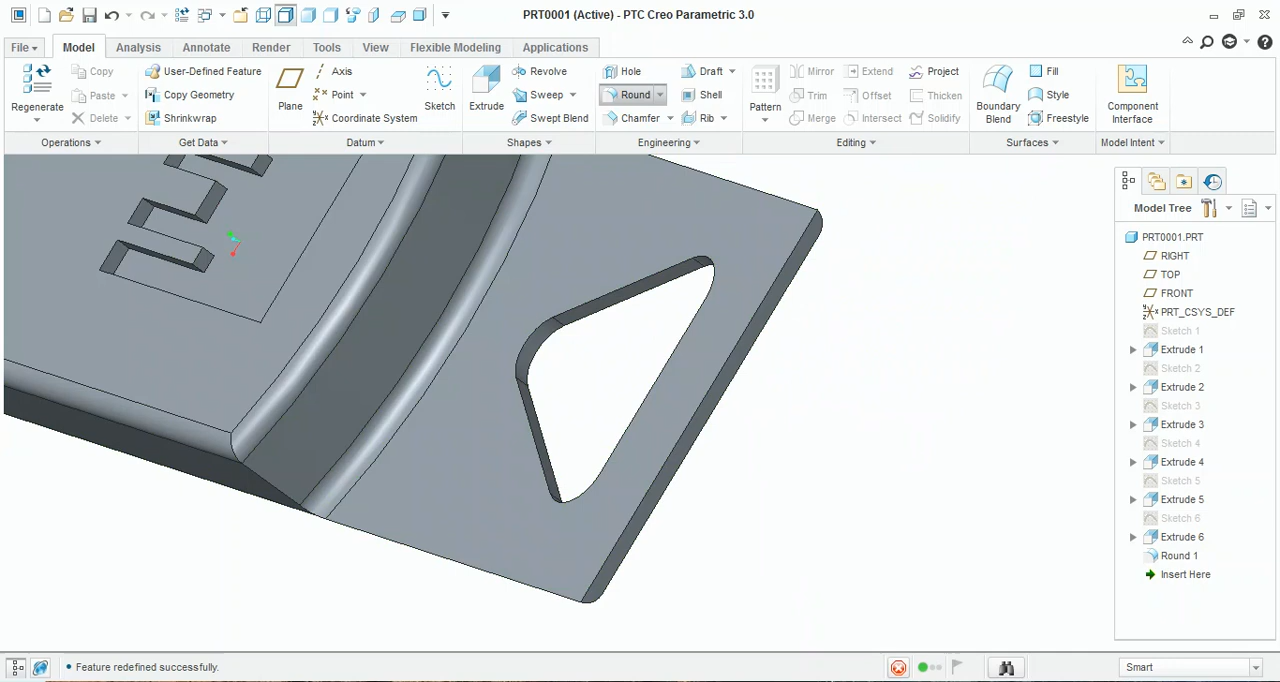 PRT0001 (Active) - PTC Creo Parametric 3.0
File Model Analysis Annotate Render Tools View Flexible Modeling Applications
Regenerate
Copy
Paste
Delete
Operations
User-Defined Feature
Copy Geometry
Shrinkwrap
Get Data
Plane
Axis
Point
Coordinate System
Datum
Sketch
Extrude
Revolve
Sweep
Swept Blend
Shapes
Hole
Round
Chamfer
Draft
Shell
Rib
Engineering
Pattern
Mirror
Trim
Merge
Extend
Offset
Intersect
Project
Thicken
Solidify
Editing
Boundary
Blend
Fill
Style
Freestyle
Surfaces
Component
Interface
Model Intent
Model Tree
PRT0001.PRT
RIGHT
TOP
FRONT
PRT_CSYS_DEF
Sketch 1
Extrude 1
Sketch 2
Extrude 2
Sketch 3
Extrude 3
Sketch 4
Extrude 4
Sketch 5
Extrude 5
Sketch 6
Extrude 6
Round 1
Insert Here
• Feature redefined successfully.
Smart